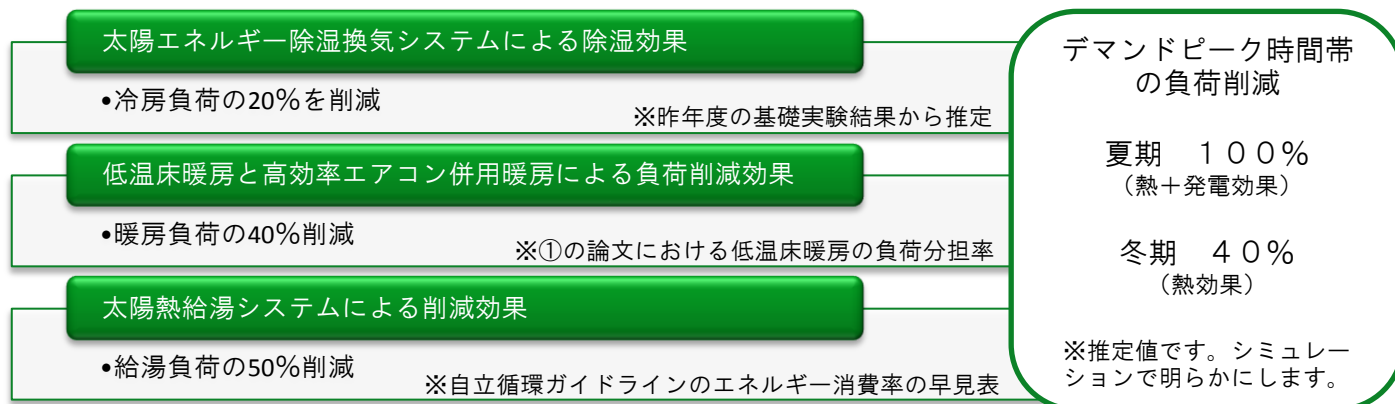 太陽エネルギー除湿換気システムによる除湿効果
•冷房負荷の20%を削減
※昨年度の基礎実験結果から推定
低温床暖房と高効率エアコン併用暖房による負荷削減効果
•暖房負荷の40%削減
※①の論文における低温床暖房の負荷分担率
太陽熱給湯システムによる削減効果
•給湯負荷の50%削減
※自立循環ガイドラインのエネルギー消費率の早見表
デマンドピーク時間帯
の負荷削減
夏期　１００%
（熱＋発電効果）
冬期　４０%
（熱効果）
※推定値です。シミュレー
ションで明らかにします。